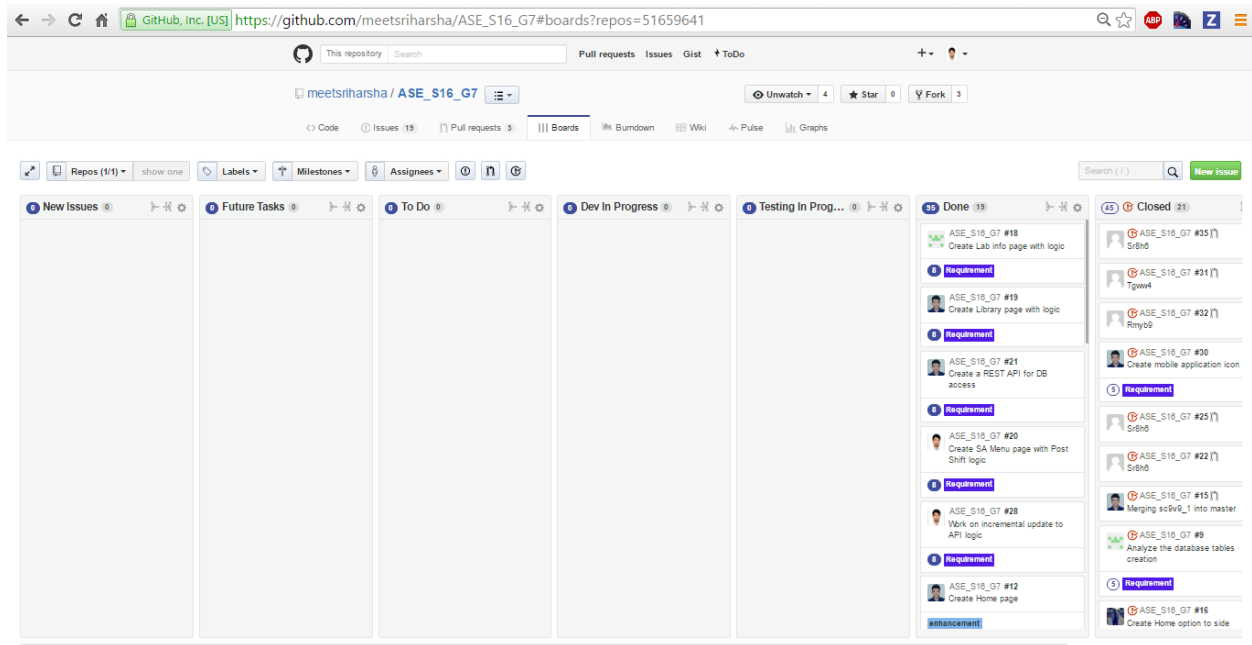 GitHub, Inc. [US] https://github.com/meetsriharsha/ASE_S16_G7#boards?repos=51659641
ABP
Z
This repository Search Pull requests Issues Gist ToDo
meetsriharsha / ASE_S16_G7
Unwatch 4 Star 0 Fork 3
Code Issues 19 Pull requests 3 Boards Burndown Wiki Pulse Graphs
Repos (1/1) show one Labels Milestones Assignees Search ( / ) New issue
0 New Issues 0
0 Future Tasks 0
0 To Do 0
0 Dev In Progress 0
0 Testing In Prog... 0
95 Done 19
ASE_S16_G7 #18
Create Lab info page with logic
8 Requirement
ASE_S16_G7 #19
Create Library page with logic
8 Requirement
ASE_S16_G7 #21
Create a REST API for DB
access
8 Requirement
ASE_S16_G7 #20
Create SA Menu page with Post
Shift logic
8 Requirement
ASE_S16_G7 #28
Work on incremental update to
API logic
8 Requirement
ASE_S16_G7 #12
Create Home page
enhancement
45 Closed 21
ASE_S16_G7 #35
Sr8h6
ASE_S16_G7 #31
Tgww4
ASE_S16_G7 #32
Rmyb9
ASE_S16_G7 #30
Create mobile application icon
5 Requirement
ASE_S16_G7 #25
Sr8h6
ASE_S16_G7 #22
Sr8h6
ASE_S16_G7 #15
Merging sc9v9_1 into master
ASE_S16_G7 #9
Analyze the database tables
creation
5 Requirement
ASE_S16_G7 #16
Create Home option to side